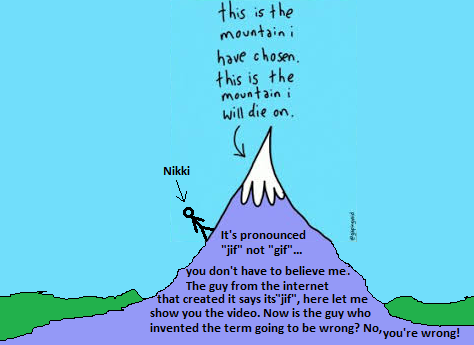 this is the
mountain i
have chosen.
this is the
mountain i
will die on.
Nikki
It's pronounced
"jif" not "gif"...
you don't have to believe me.
The guy from the internet
that created it says its"jif", here let me
show you the video. Now is the guy who
invented the term going to be wrong? No, you're wrong!